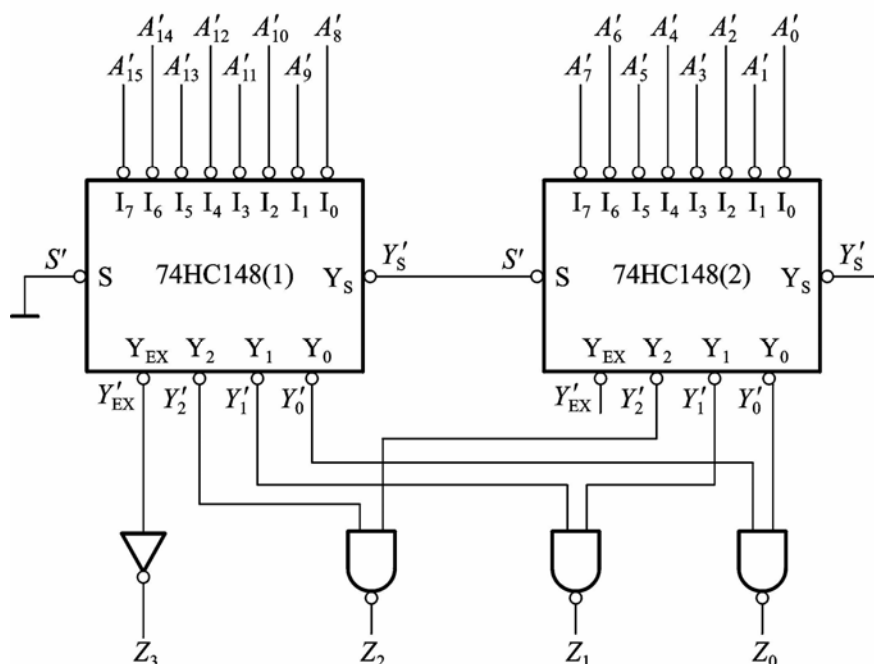 A′14 A′12 A′10 A′8 A′6 A′4 A′2 A′0
A′15 A′13 A′11 A′9 A′7 A′5 A′3 A′1
I7 I6 I5 I4 I3 I2 I1 I0 I7 I6 I5 I4 I3 I2 I1 I0
S′ S 74HC148(1) YS Y′S S′ S 74HC148(2) YS Y′S
YEX Y2 Y1 Y0 YEX Y2 Y1 Y0
Y′EX Y′2 Y′1 Y′0 Y′EX Y′2 Y′1 Y′0
Z3 Z2 Z1 Z0